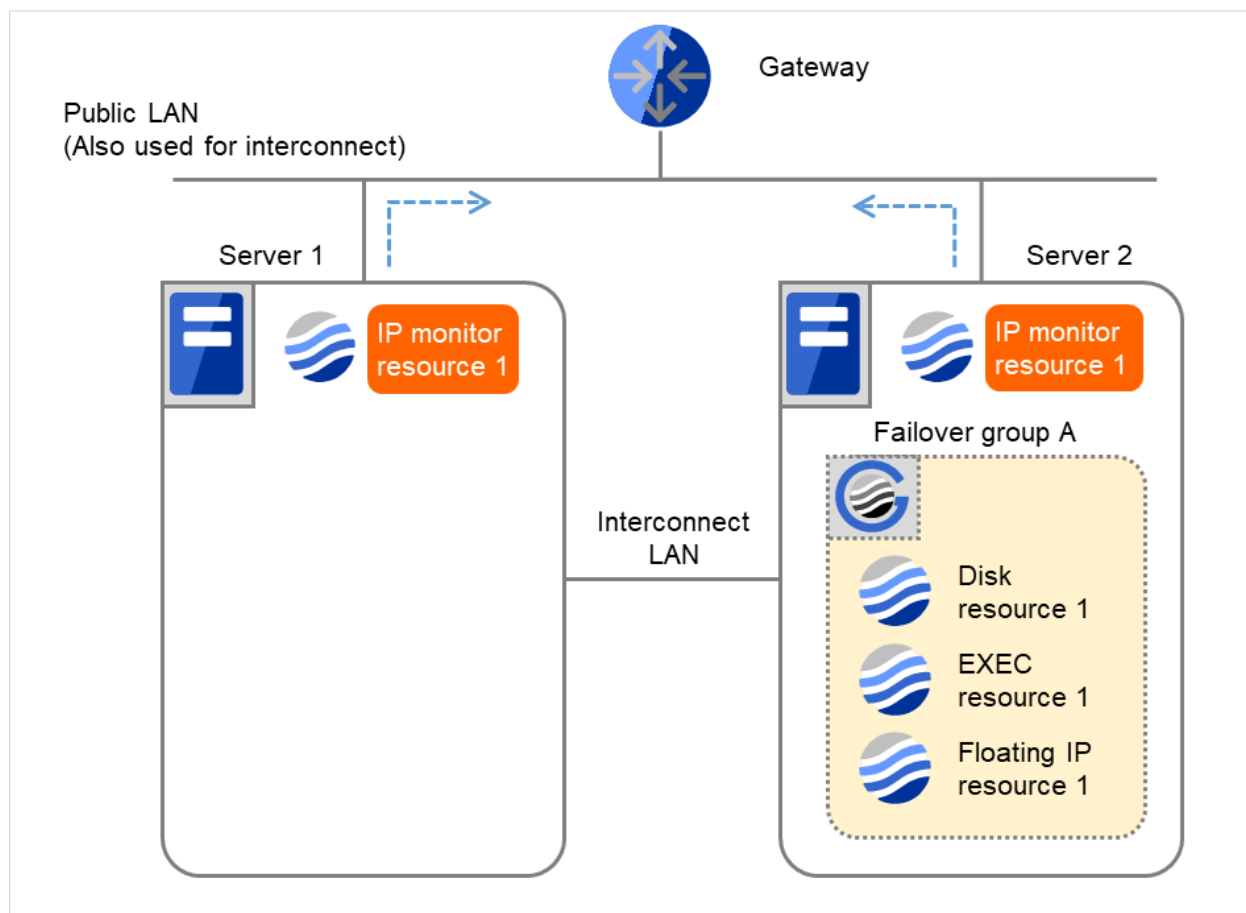 Gateway
Public LAN
(Also used for interconnect)
Server 1
Server 2
IP monitor
resource 1
IP monitor
resource 1
Failover group A
Interconnect
LAN
Disk
resource 1
EXEC
resource 1
Floating IP
resource 1